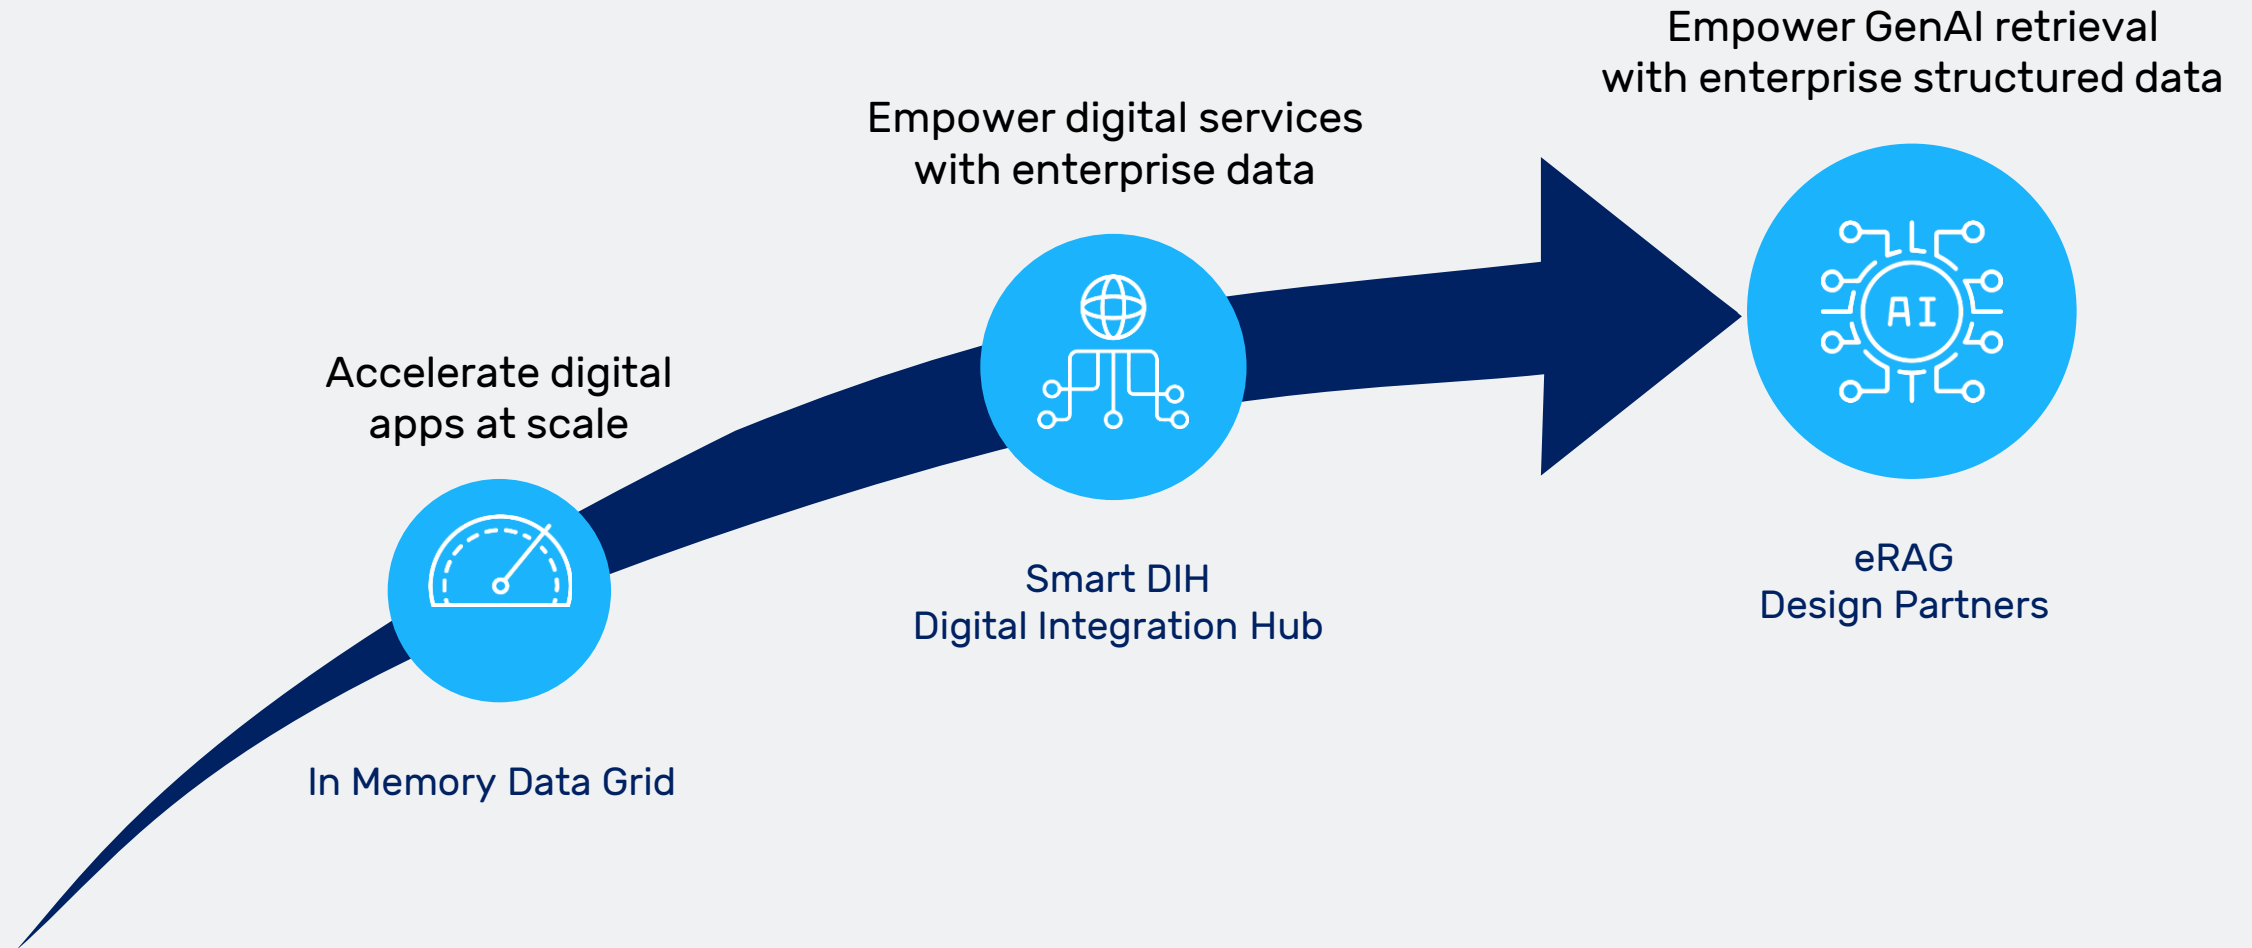 Empower GenAI retrieval
with enterprise structured data
Empower digital services
with enterprise data
Accelerate digital
apps at scale
AI
eRAG
Design Partners
Smart DIH
Digital Integration Hub
In Memory Data Grid